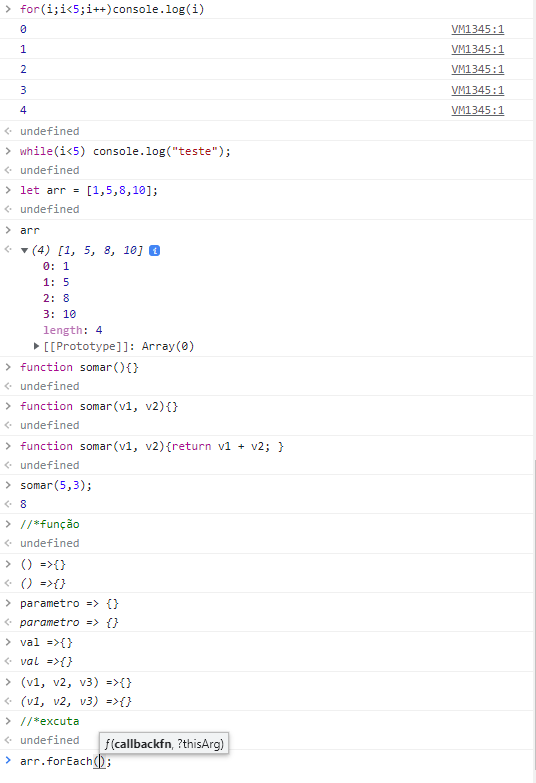 for(i;i<5;i++)console.log(i)
0 VM1345:1
1 VM1345:1
2 VM1345:1
3 VM1345:1
4 VM1345:1
undefined
while(i<5) console.log("teste");
undefined
let arr = [1,5,8,10];
undefined
arr
(4) [1, 5, 8, 10] i
0: 1
1: 5
2: 8
3: 10
length: 4
[[Prototype]]: Array(0)
function somar(){}
undefined
function somar(v1, v2){}
undefined
function somar(v1, v2){return v1 + v2; }
undefined
somar(5,3);
8
//*função
undefined
() =>{}
() =>{}
parametro => {}
parametro => {}
val =>{}
val =>{}
(v1, v2, v3) =>{}
(v1, v2, v3) =>{}
//*excuta
undefined
ƒ(callbackfn, ?thisArg)
arr.forEach();